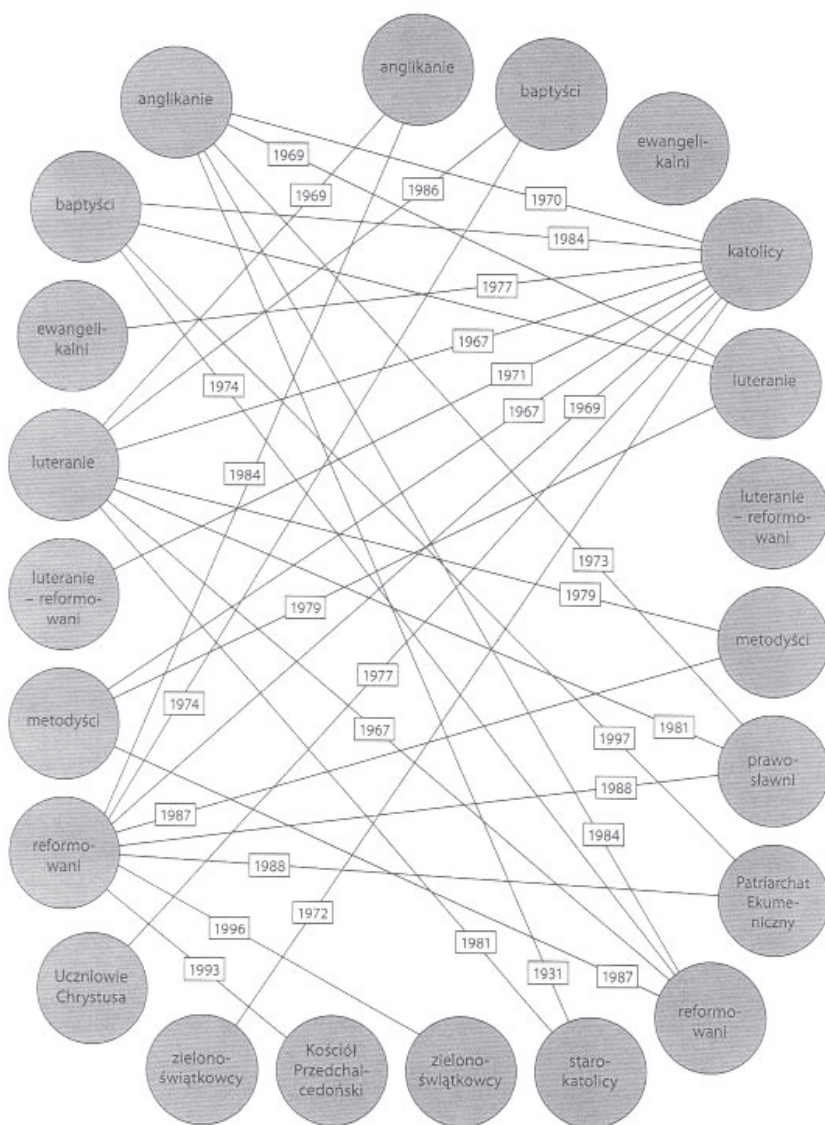 anglikanie
anglikanie
baptyści
ewangeli-
kalni
baptyści
katolicy
ewangeli-
kalni
luteranie
luteranie
luteranie
– reformo-
wani
luteranie
– reformo-
wani
metodyści
metodyści
prawo-
sławni
reformo-
wani
Patriarchat
Ekume-
niczny
Uczniowie
Chrystusa
reformo-
wani
zielono-
świątkowcy
Kościół
Przedchal-
cedoński
zielono-
świątkowcy
staro-
katolicy
1969
1969
1986
1970
1984
1977
1967
1971
1974
1967
1969
1984
1973
1979
1979
1977
1974
1967
1981
1997
1987
1988
1984
1988
1972
1996
1981
1993
1931
1987